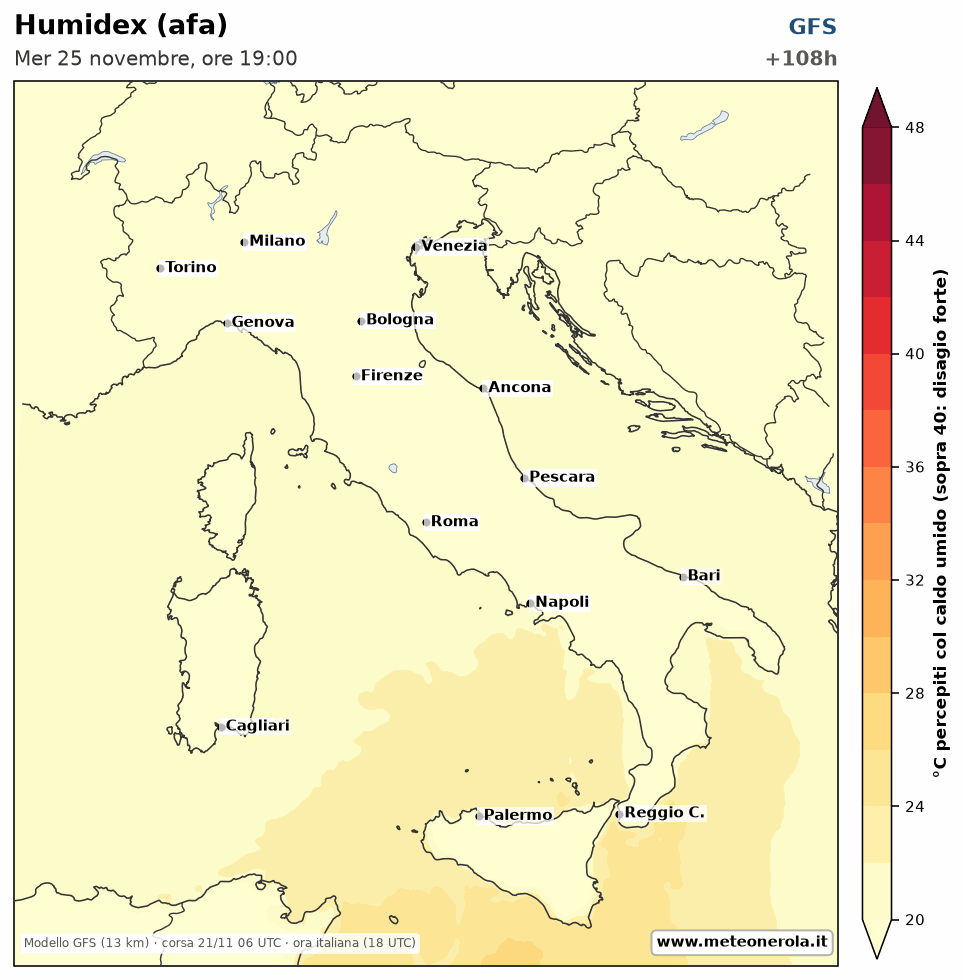 Humidex (afa)
GFS
Mer 25 novembre, ore 19:00
+108h
48
44
40
36
32
28
24
20
°C percepiti col caldo umido (sopra 40: disagio forte)
Milano
Venezia
Torino
Genova
Bologna
Firenze
Ancona
Pescara
Roma
Bari
Napoli
Cagliari
Palermo
Reggio C.
Modello GFS (13 km) · corsa 21/11 06 UTC · ora italiana (18 UTC)
www.meteonerola.it